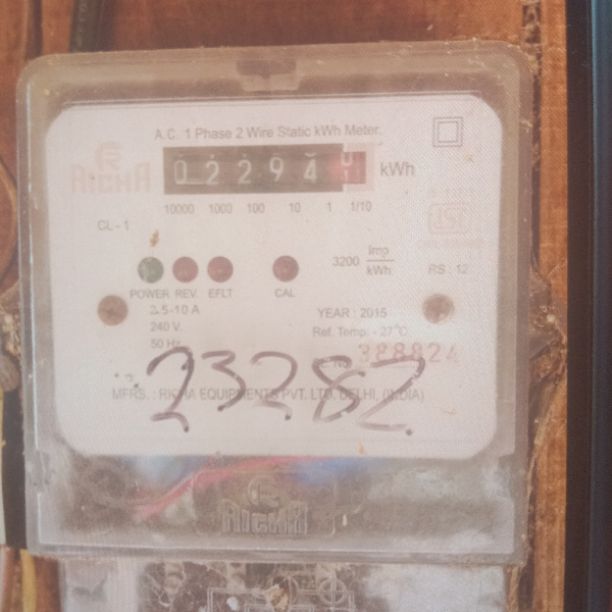 A.C. 1 Phase 2 Wire Static kWh Meter.
RICHA
0 2 2 9 4
kWh
10000 1000 100 10 1 1/10
CL - 1
3200 Imp/kWh
RS : 12
POWER REV. EFLT CAL
2.5-10 A
240 V.
50 Hz
YEAR : 2015
Ref. Temp. - 27°C
23282
MFRS. : RICHA EQUIPMENTS PVT. LTD. DELHI, (INDIA)
RICHA